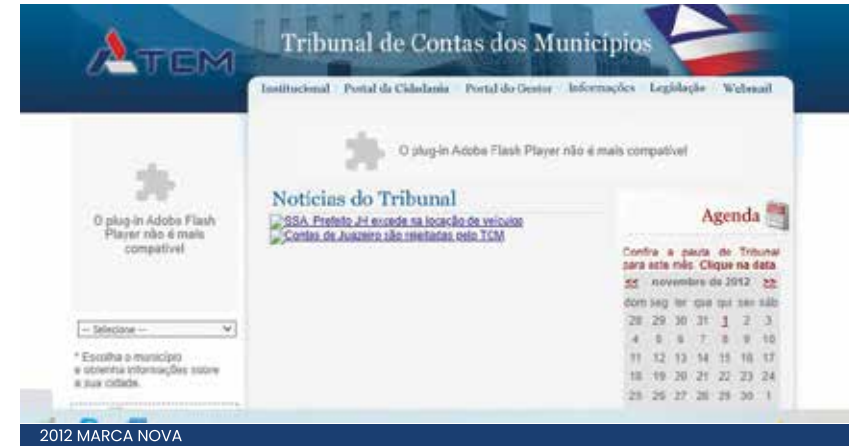 TCM
Tribunal de Contas dos Municípios
Institucional Portal da Cidadania Portal do Gestor Informações Legislação Webmail
O plug-in Adobe Flash Player não é mais compatível
O plug-in Adobe Flash
Player não é mais
compatível
Notícias do Tribunal
SSA. Prefeito JH excede na locação de veículos
Contas de Juazeiro são rejeitadas pelo TCM
Agenda
Confira a pauta do Tribunal
para este mês. Clique na data
<< novembro de 2012 >>
dom seg ter qua qui sex sáb
28 29 30 31 1 2 3
4 5 6 7 8 9 10
11 12 13 14 15 16 17
18 19 20 21 22 23 24
25 26 27 28 29 30 1
-- Selecione --
* Escolha o município
e obtenha informações sobre
a sua cidade.
2012 MARCA NOVA